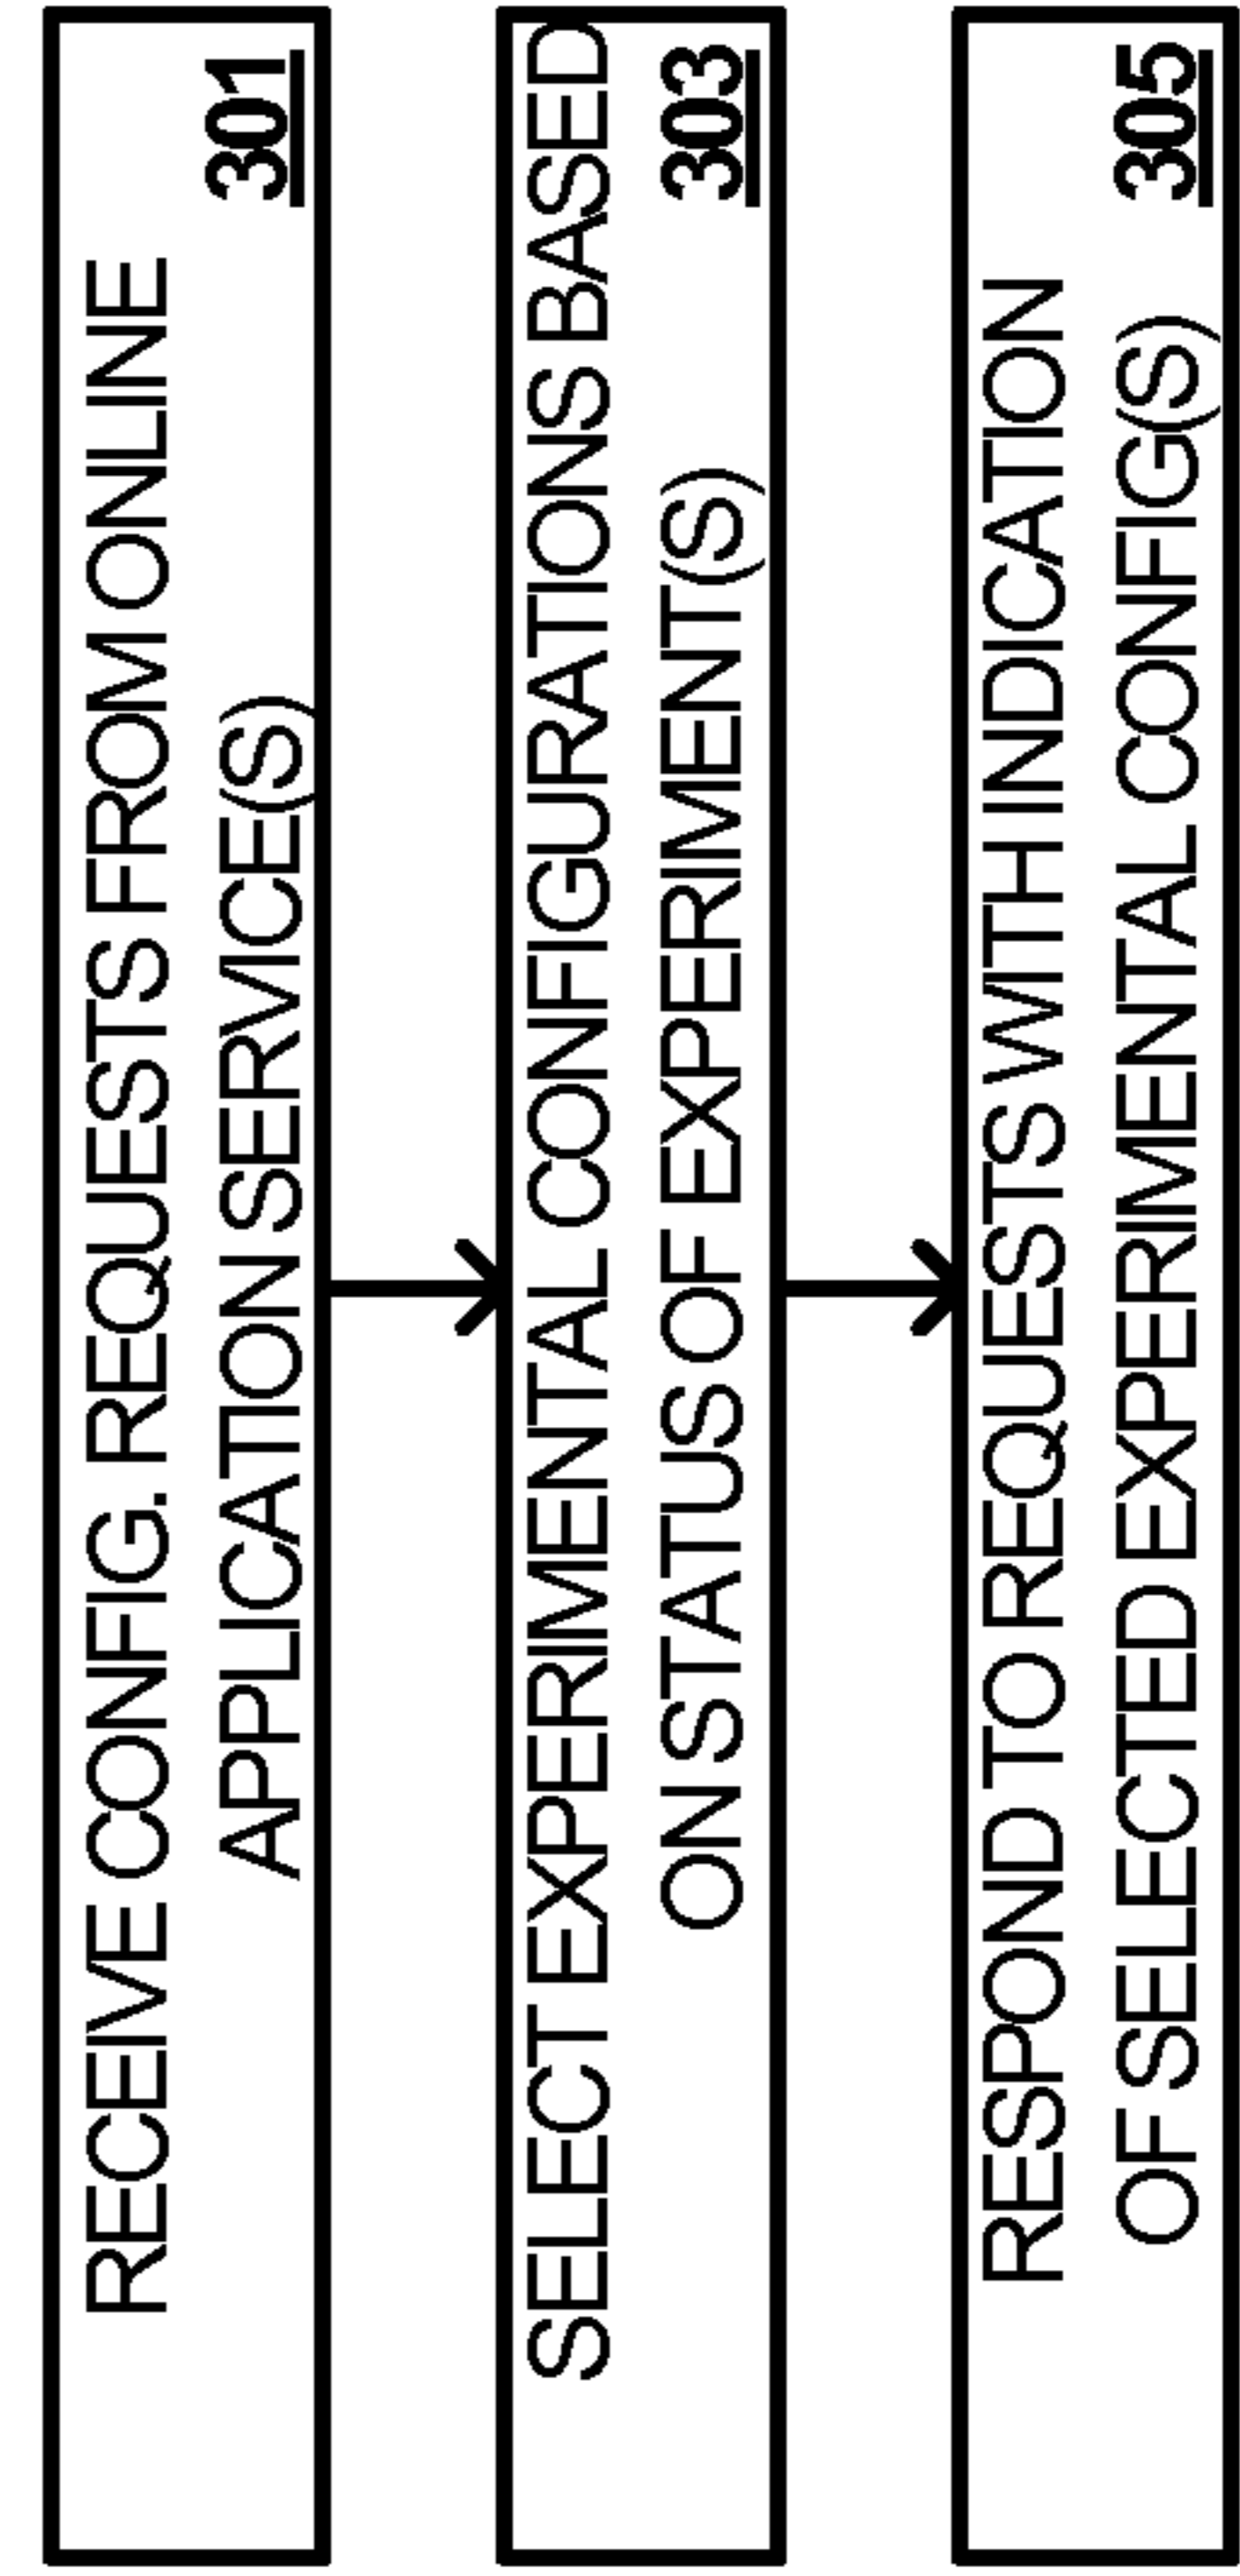 RECEIVE CONFIG. REQUESTS FROM ONLINE
APPLICATION SERVICE(S)
301
SELECT EXPERIMENTAL CONFIGURATIONS BASED
ON STATUS OF EXPERIMENT(S)
303
RESPOND TO REQUESTS WITH INDICATION
OF SELECTED EXPERIMENTAL CONFIG(S)
305